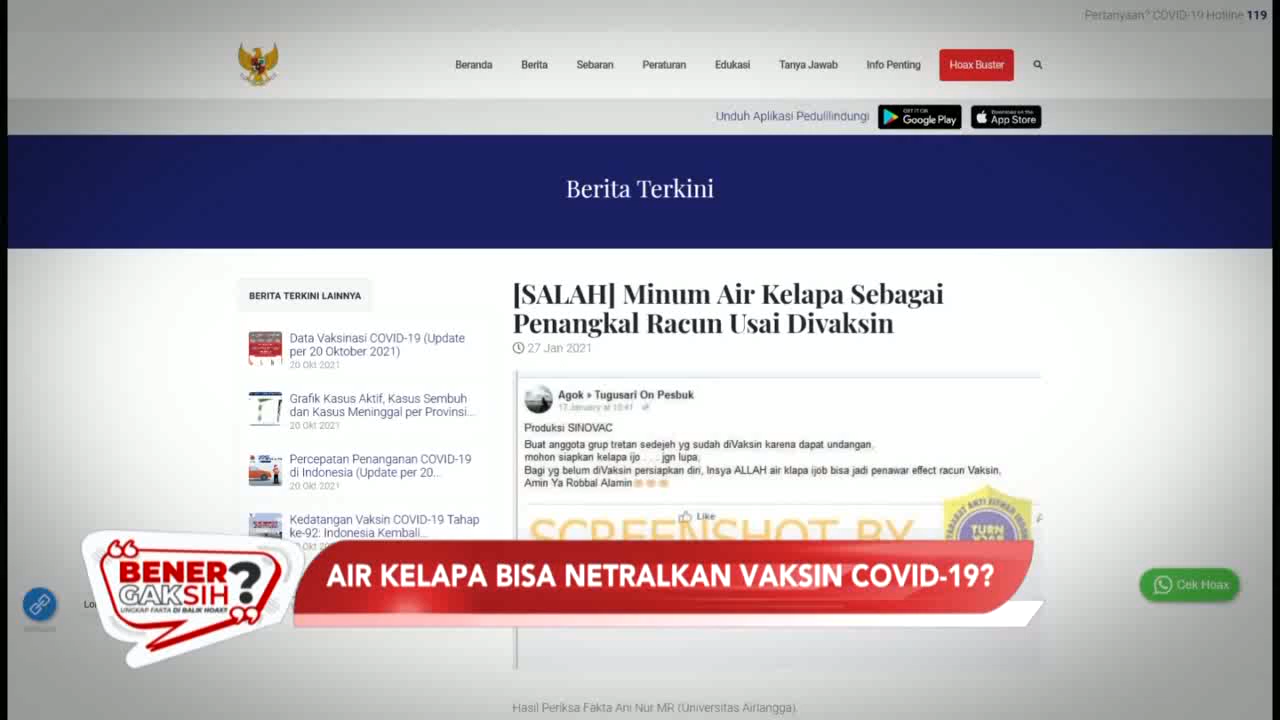 Pertanyaan? COVID-19 Hotline 119
Beranda Berita Sebaran Peraturan Edukasi Tanya Jawab Info Penting Hoax Buster
Unduh Aplikasi Pedulilindungi GET IT ON Google Play Download on the App Store
Berita Terkini
BERITA TERKINI LAINNYA
Data Vaksinasi COVID-19 (Update
per 20 Oktober 2021)
20 Okt 2021
Grafik Kasus Aktif, Kasus Sembuh
dan Kasus Meninggal per Provinsi...
20 Okt 2021
Percepatan Penanganan COVID-19
di Indonesia (Update per 20...
20 Okt 2021
Kedatangan Vaksin COVID-19 Tahap
ke-92: Indonesia Kembali...
[SALAH] Minum Air Kelapa Sebagai
Penangkal Racun Usai Divaksin
27 Jan 2021
Agok » Tugusari On Pesbuk
17 January at 10:41
Produksi SINOVAC
Buat anggota grup tretan sedejeh yg sudah diVaksin karena dapat undangan,
mohon siapkan kelapa ijo . . . . jgn lupa,
Bagi yg belum diVaksin persiapkan diri, Insya ALLAH air klapa ijob bisa jadi penawar effect racun Vaksin,
Amin Ya Robbal Alamin
Like
SCREENSHOT BY
TURN
BENER
GAKSIH?
UNGKAP FAKTA DI BALIK HOAX!
AIR KELAPA BISA NETRALKAN VAKSIN COVID-19?
Cek Hoax
Hasil Periksa Fakta Ani Nur MR (Universitas Airlangga).